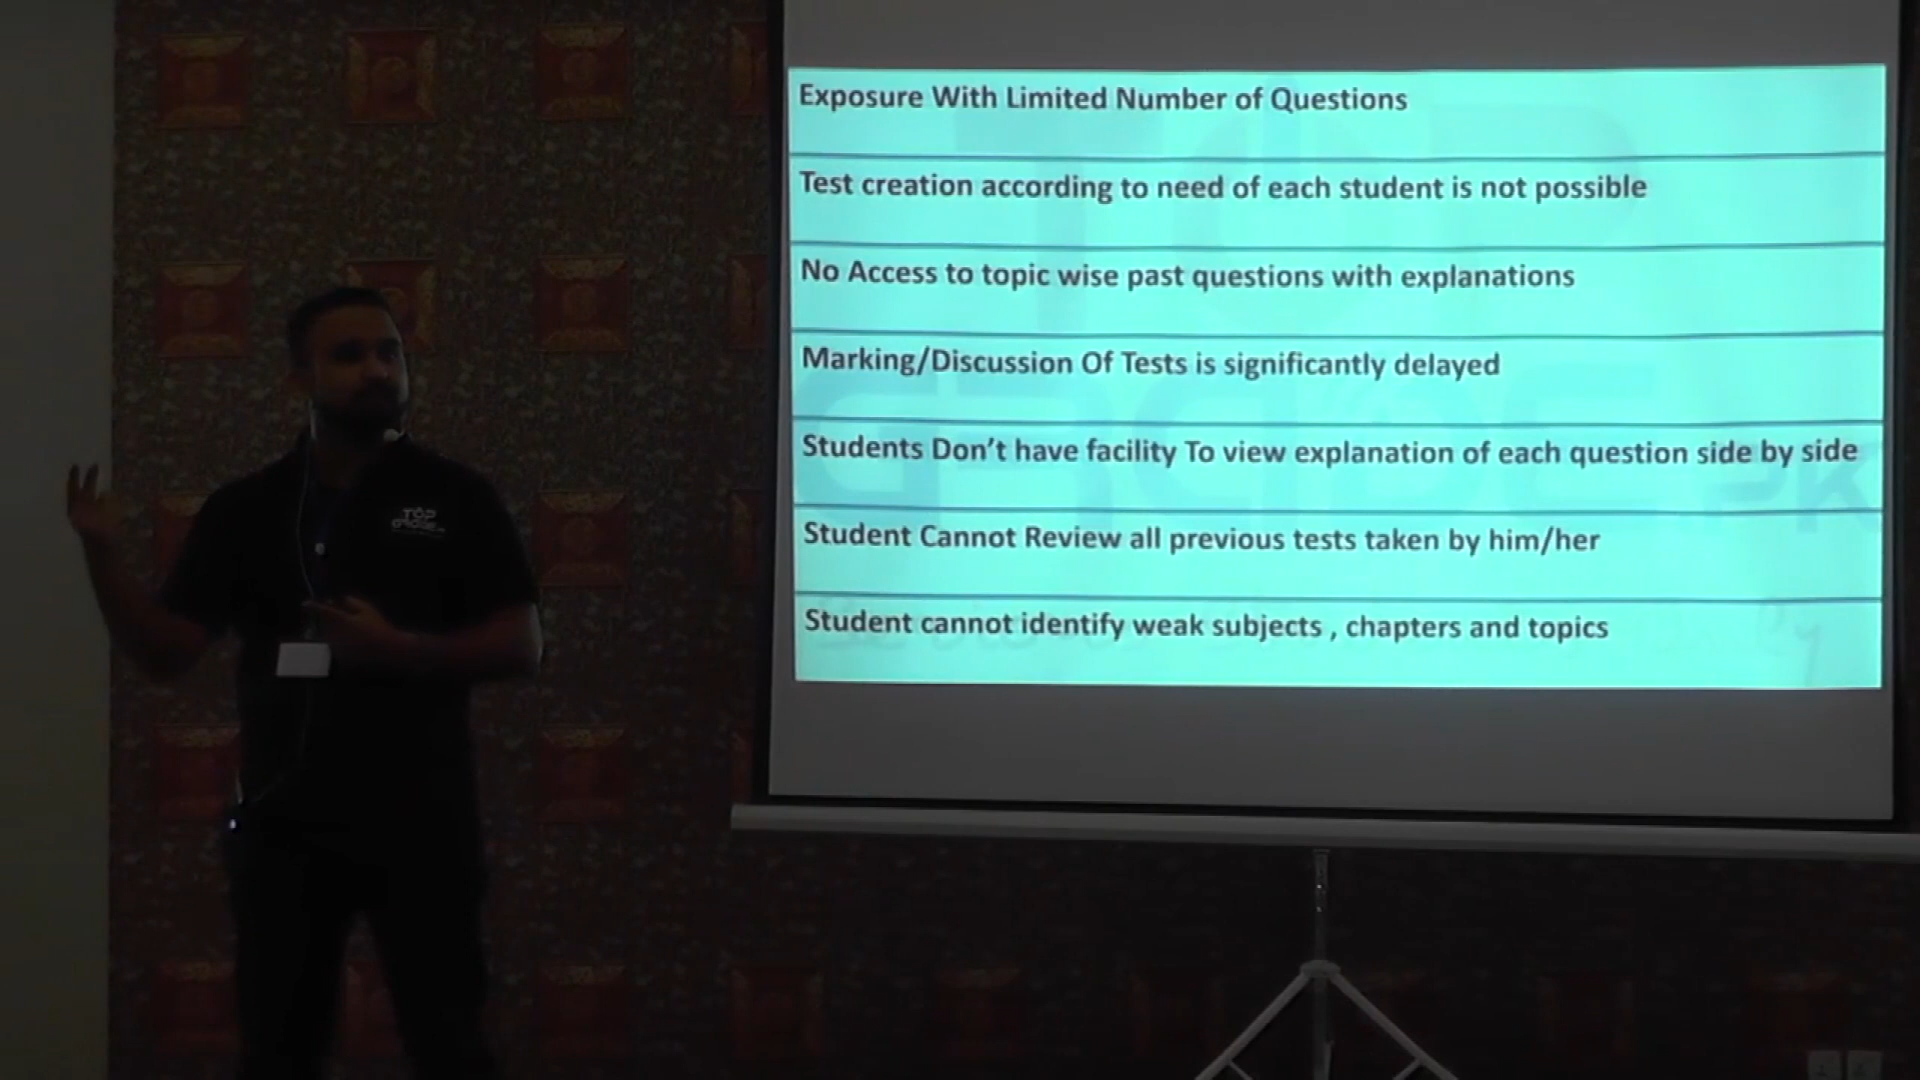 Exposure With Limited Number of Questions
Test creation according to need of each student is not possible
No Access to topic wise past questions with explanations
Marking/Discussion Of Tests is significantly delayed
Students Don't have facility To view explanation of each question side by side
Student Cannot Review all previous tests taken by him/her
Student cannot identify weak subjects , chapters and topics
TOP
GRADE